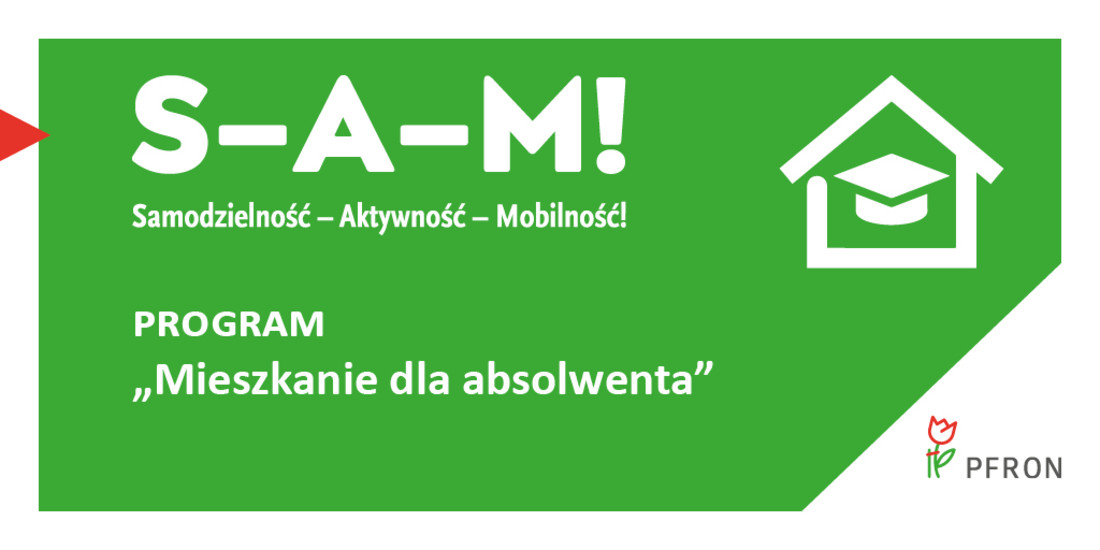 S–A–M!
Samodzielność – Aktywność – Mobilność!
PROGRAM
„Mieszkanie dla absolwenta”
PFRON